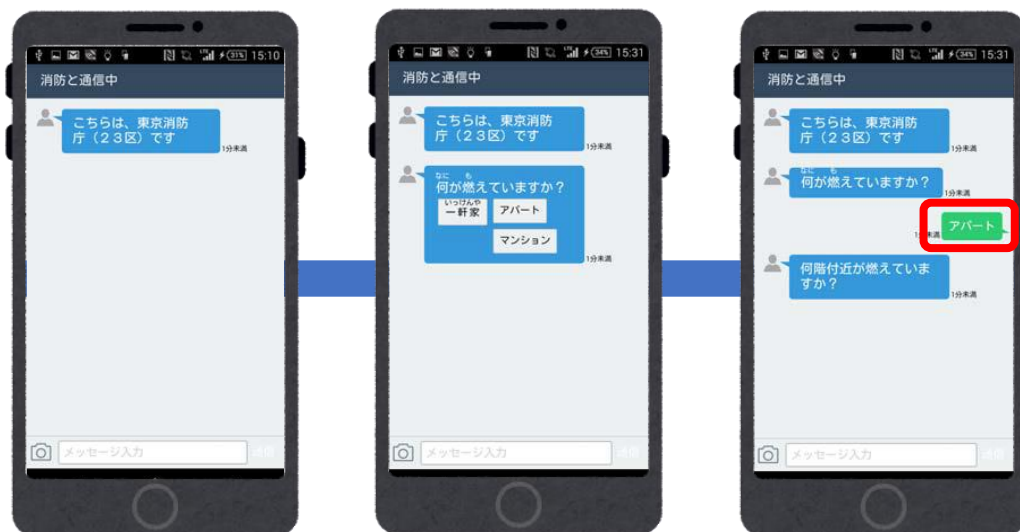 31% 15:10
消防と通信中
こちらは、東京消防
庁（２３区）です
1分未満
メッセージ入力
送信
34% 15:31
消防と通信中
こちらは、東京消防
庁（２３区）です
1分未満
なに も
何が燃えていますか？
いっけんや
一軒家
アパート
マンション
1分未満
メッセージ入力
送信
34% 15:31
消防と通信中
こちらは、東京消防
庁（２３区）です
1分未満
なに も
何が燃えていますか？
1分未満
アパート
1分未満
何階付近が燃えていま
すか？
1分未満
メッセージ入力
送信